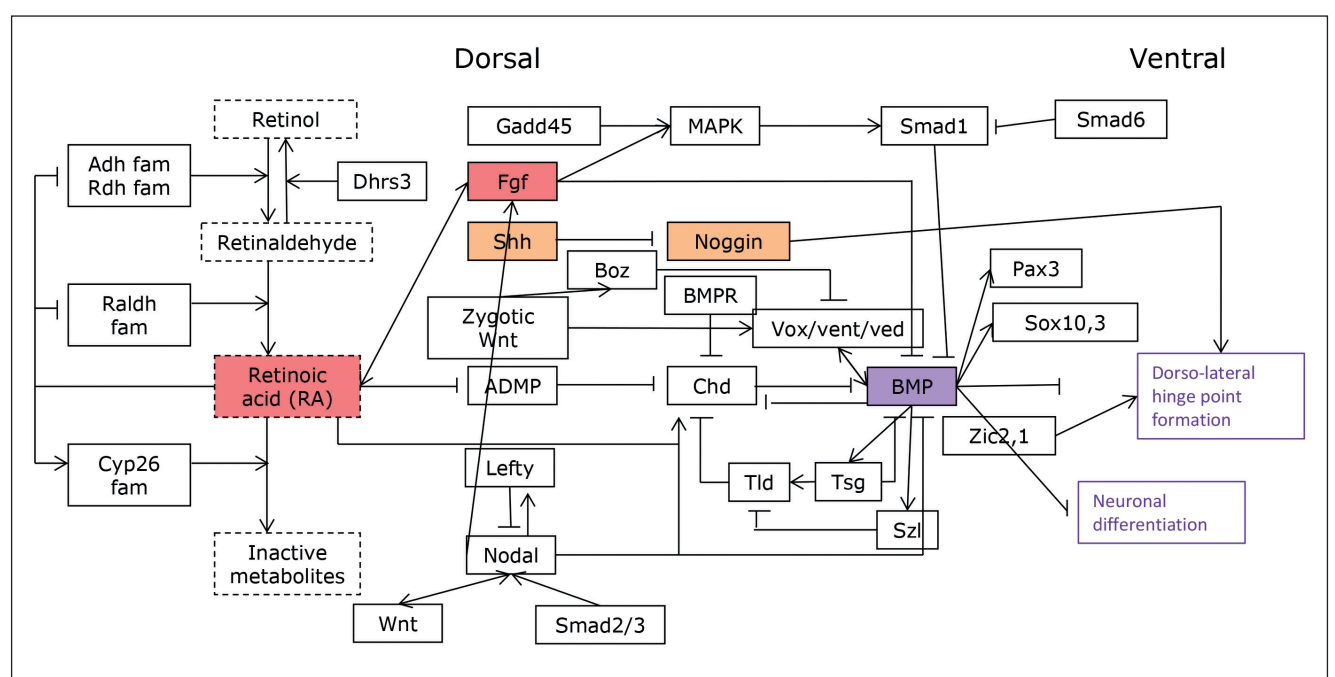 Dorsal
Ventral
Retinol
Gadd45
MAPK
Smad1
Smad6
Adh fam
Rdh fam
Dhrs3
Fgf
Retinaldehyde
Shh
Noggin
Boz
Pax3
BMPR
Raldh
fam
Zygotic
Wnt
Vox/vent/ved
Sox10,3
Retinoic
acid (RA)
ADMP
Chd
BMP
Dorso-lateral
hinge point
formation
Zic2,1
Cyp26
fam
Lefty
Tld
Tsg
Neuronal
differentiation
Szl
Inactive
metabolites
Nodal
Wnt
Smad2/3